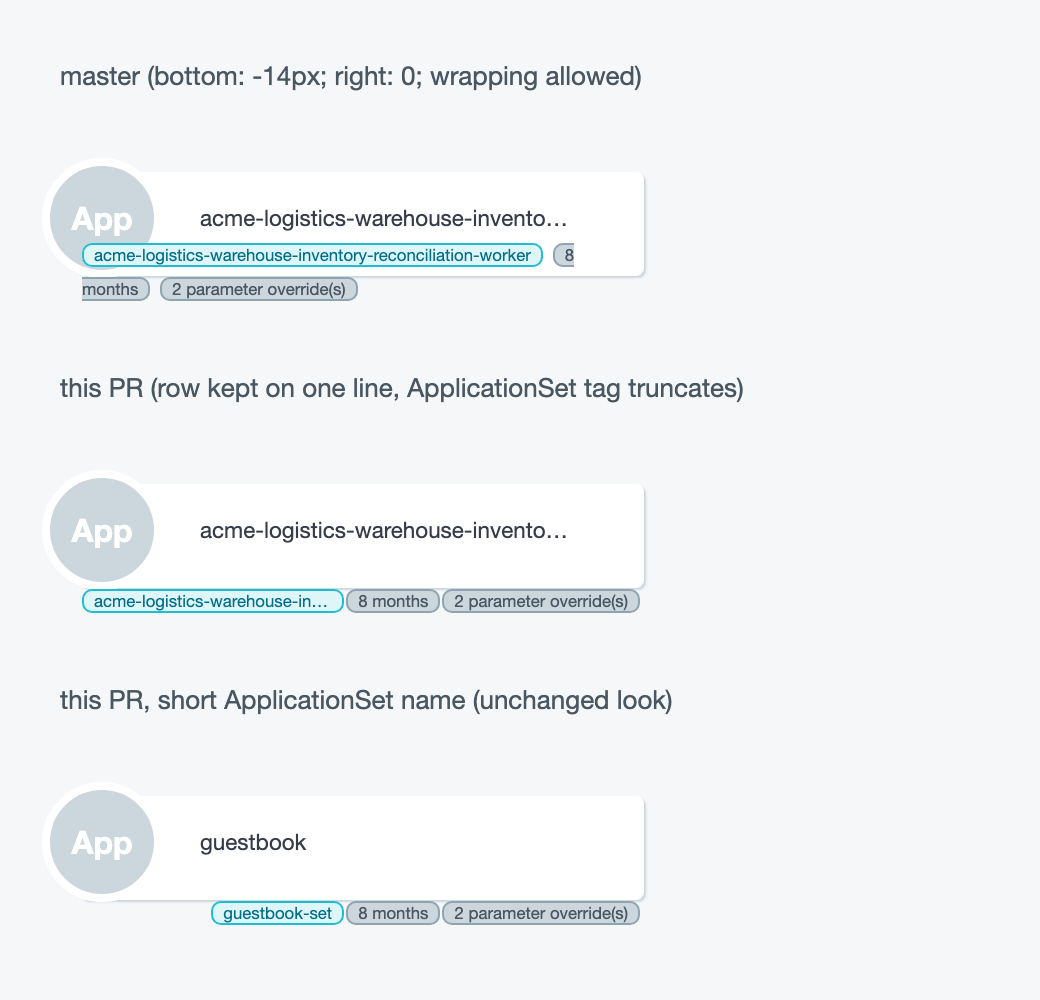 master (bottom: -14px; right: 0; wrapping allowed)
App
acme-logistics-warehouse-invento…
acme-logistics-warehouse-inventory-reconciliation-worker 8
months 2 parameter override(s)
this PR (row kept on one line, ApplicationSet tag truncates)
App
acme-logistics-warehouse-invento…
acme-logistics-warehouse-in… 8 months 2 parameter override(s)
this PR, short ApplicationSet name (unchanged look)
App
guestbook
guestbook-set 8 months 2 parameter override(s)